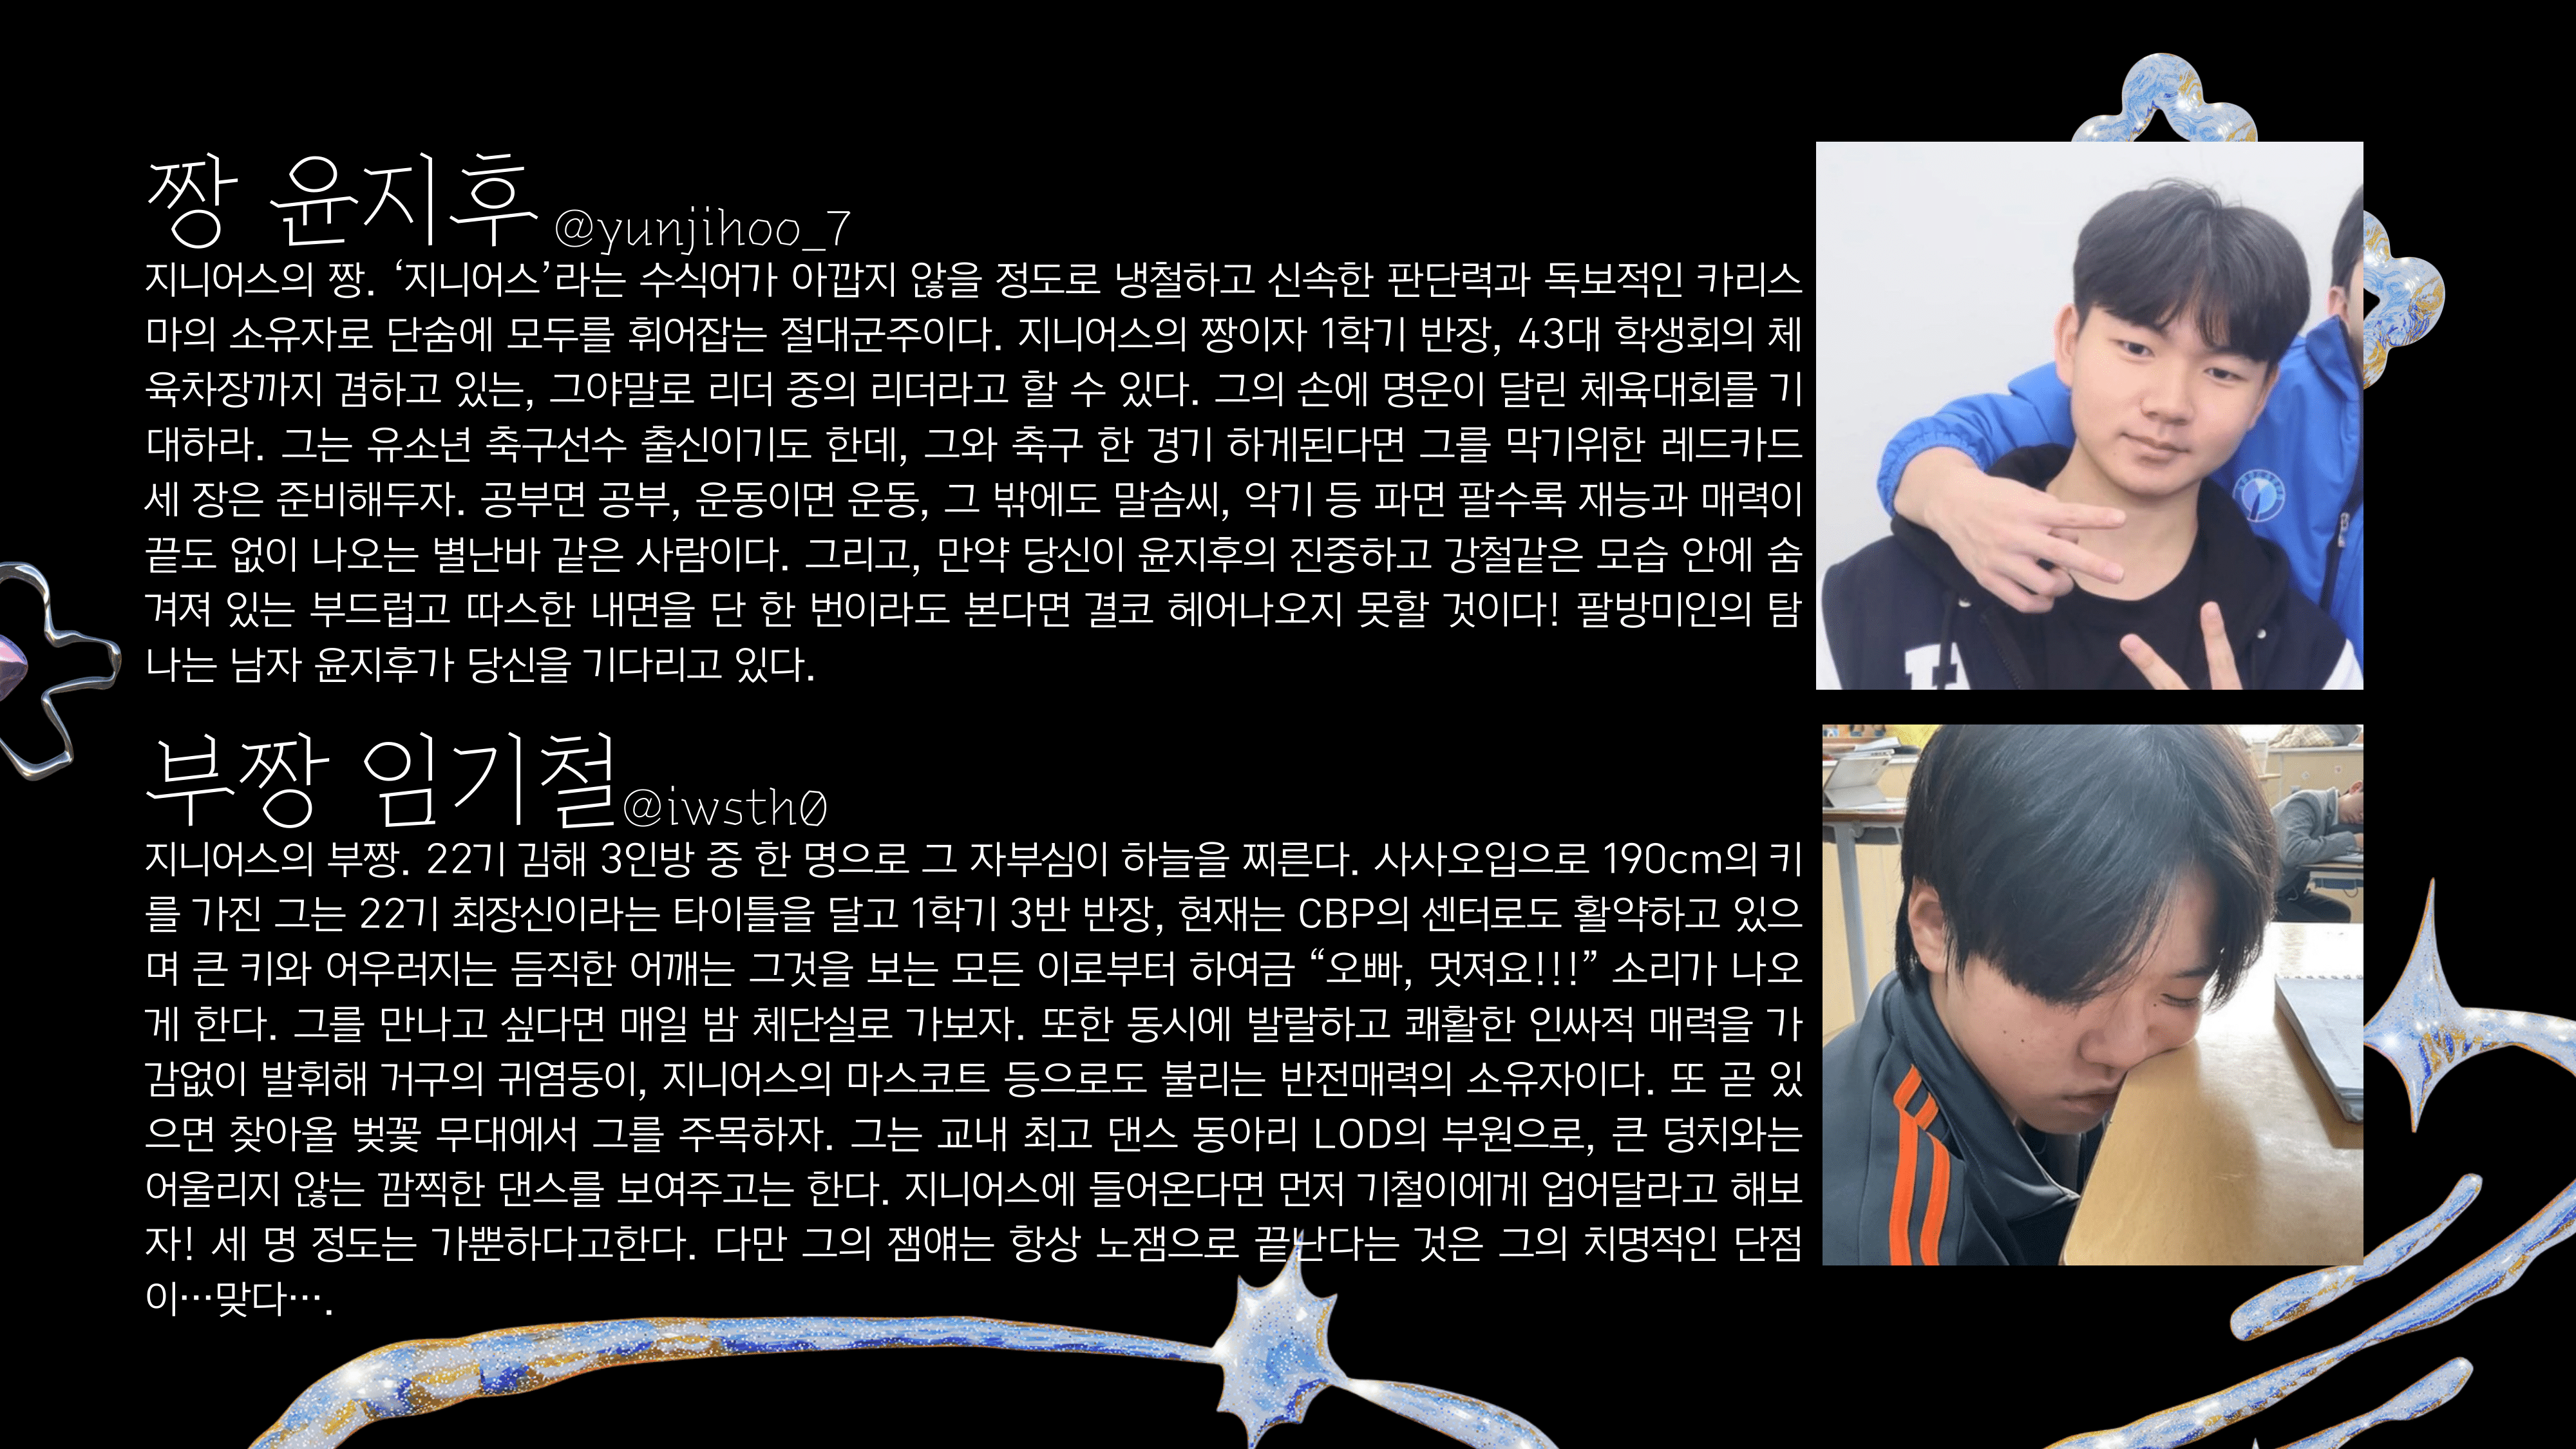 짱 윤지후 @yunjihoo_7
지니어스의 짱. ‘지니어스’라는 수식어가 아깝지 않을 정도로 냉철하고 신속한 판단력과 독보적인 카리스
마의 소유자로 단숨에 모두를 휘어잡는 절대군주이다. 지니어스의 짱이자 1학기 반장, 43대 학생회의 체
육차장까지 겸하고 있는, 그야말로 리더 중의 리더라고 할 수 있다. 그의 손에 명운이 달린 체육대회를 기
대하라. 그는 유소년 축구선수 출신이기도 한데, 그와 축구 한 경기 하게된다면 그를 막기위한 레드카드
세 장은 준비해두자. 공부면 공부, 운동이면 운동, 그 밖에도 말솜씨, 악기 등 파면 팔수록 재능과 매력이
끝도 없이 나오는 별난바 같은 사람이다. 그리고, 만약 당신이 윤지후의 진중하고 강철같은 모습 안에 숨
겨져 있는 부드럽고 따스한 내면을 단 한 번이라도 본다면 결코 헤어나오지 못할 것이다! 팔방미인의 탐
나는 남자 윤지후가 당신을 기다리고 있다.
부짱 임기철@iwsth0
지니어스의 부짱. 22기 김해 3인방 중 한 명으로 그 자부심이 하늘을 찌른다. 사사오입으로 190cm의 키
를 가진 그는 22기 최장신이라는 타이틀을 달고 1학기 3반 반장, 현재는 CBP의 센터로도 활약하고 있으
며 큰 키와 어우러지는 듬직한 어깨는 그것을 보는 모든 이로부터 하여금 “오빠, 멋져요!!!” 소리가 나오
게 한다. 그를 만나고 싶다면 매일 밤 체단실로 가보자. 또한 동시에 발랄하고 쾌활한 인싸적 매력을 가
감없이 발휘해 거구의 귀염둥이, 지니어스의 마스코트 등으로도 불리는 반전매력의 소유자이다. 또 곧 있
으면 찾아올 벚꽃 무대에서 그를 주목하자. 그는 교내 최고 댄스 동아리 LOD의 부원으로, 큰 덩치와는
어울리지 않는 깜찍한 댄스를 보여주고는 한다. 지니어스에 들어온다면 먼저 기철이에게 업어달라고 해보
자! 세 명 정도는 가뿐하다고한다. 다만 그의 잼얘는 항상 노잼으로 끝난다는 것은 그의 치명적인 단점
이…맞다….